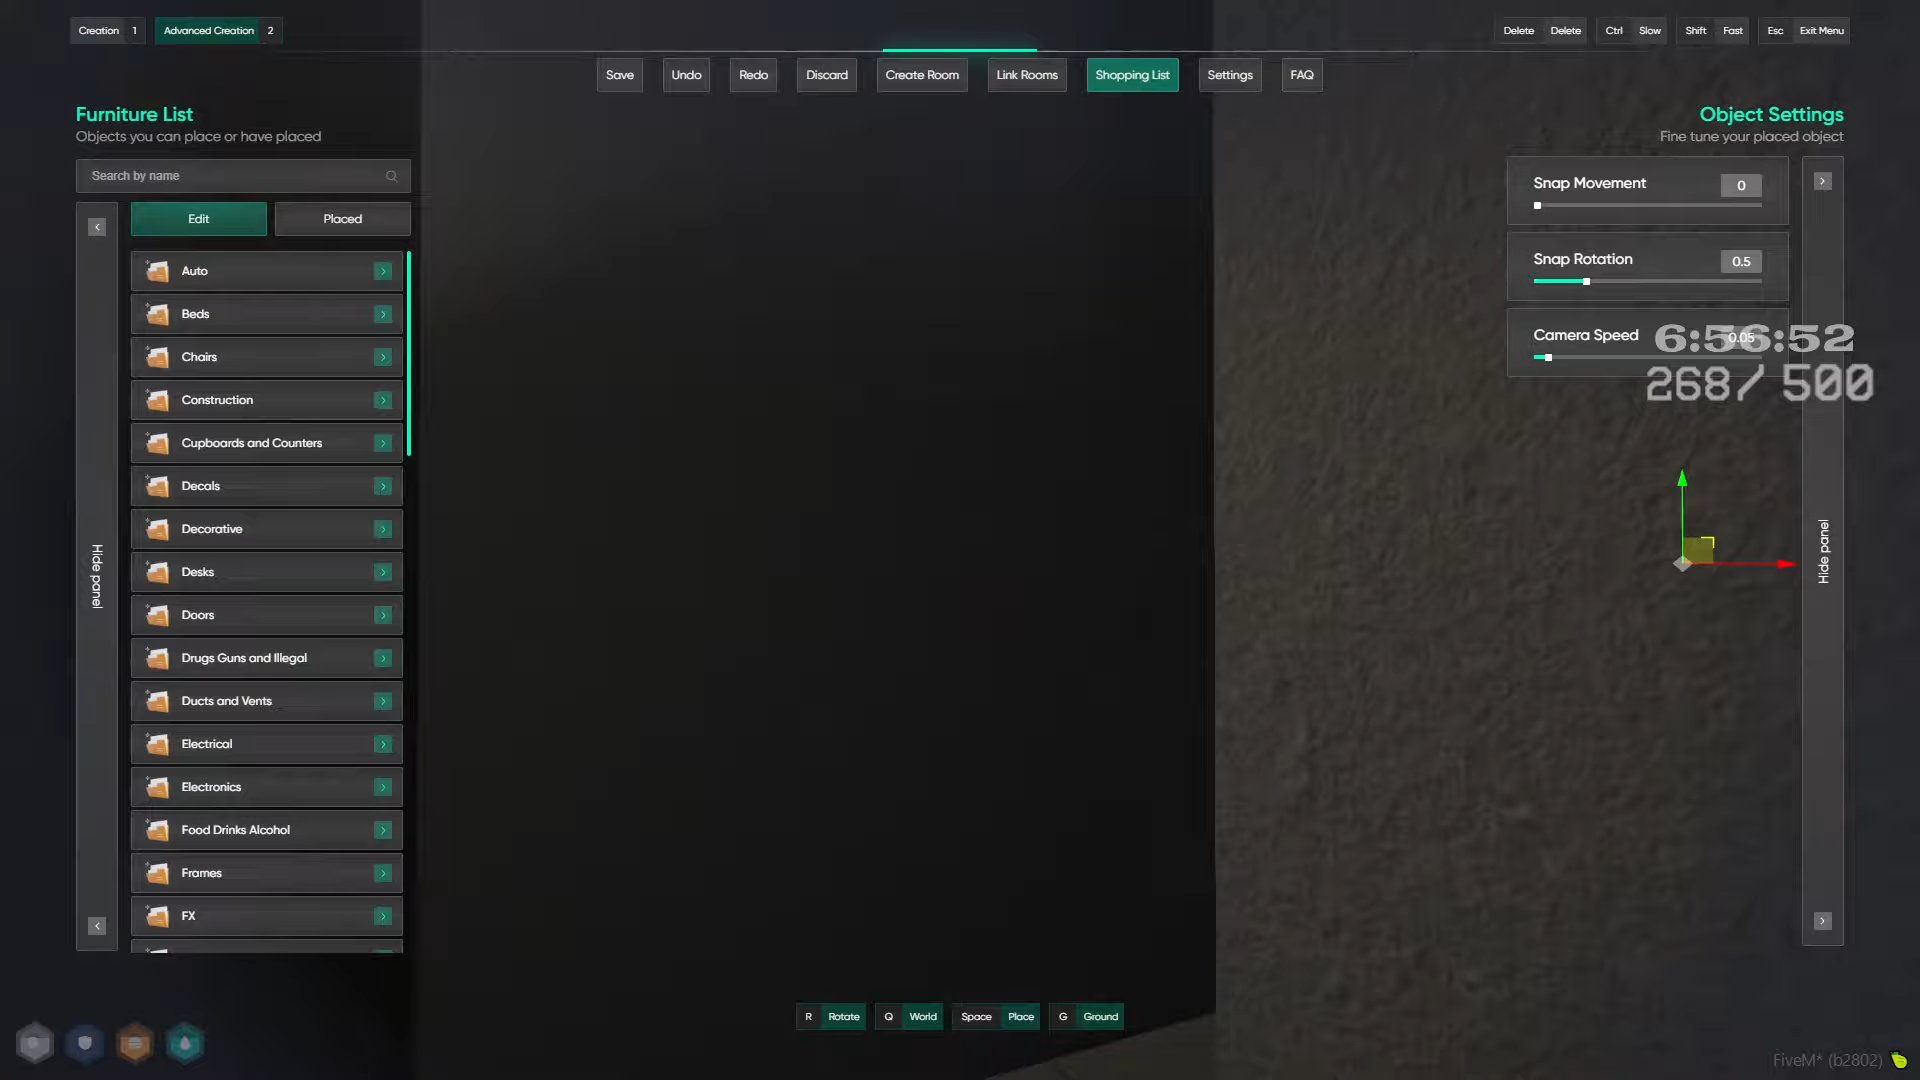 Creation 1
Advanced Creation 2
Delete Delete
Ctrl Slow
Shift Fast
Esc Exit Menu
Save
Undo
Redo
Discard
Create Room
Link Rooms
Shopping List
Settings
FAQ
Furniture List
Objects you can place or have placed
Search by name
Edit
Placed
Hide panel
Auto
Beds
Chairs
Construction
Cupboards and Counters
Decals
Decorative
Desks
Doors
Drugs Guns and Illegal
Ducts and Vents
Electrical
Electronics
Food Drinks Alcohol
Frames
FX
Object Settings
Fine tune your placed object
Snap Movement 0
Snap Rotation 0.5
Camera Speed 0.05
6:56:52
268/ 500
Hide panel
R Rotate
Q World
Space Place
G Ground
FiveM* (b2802)